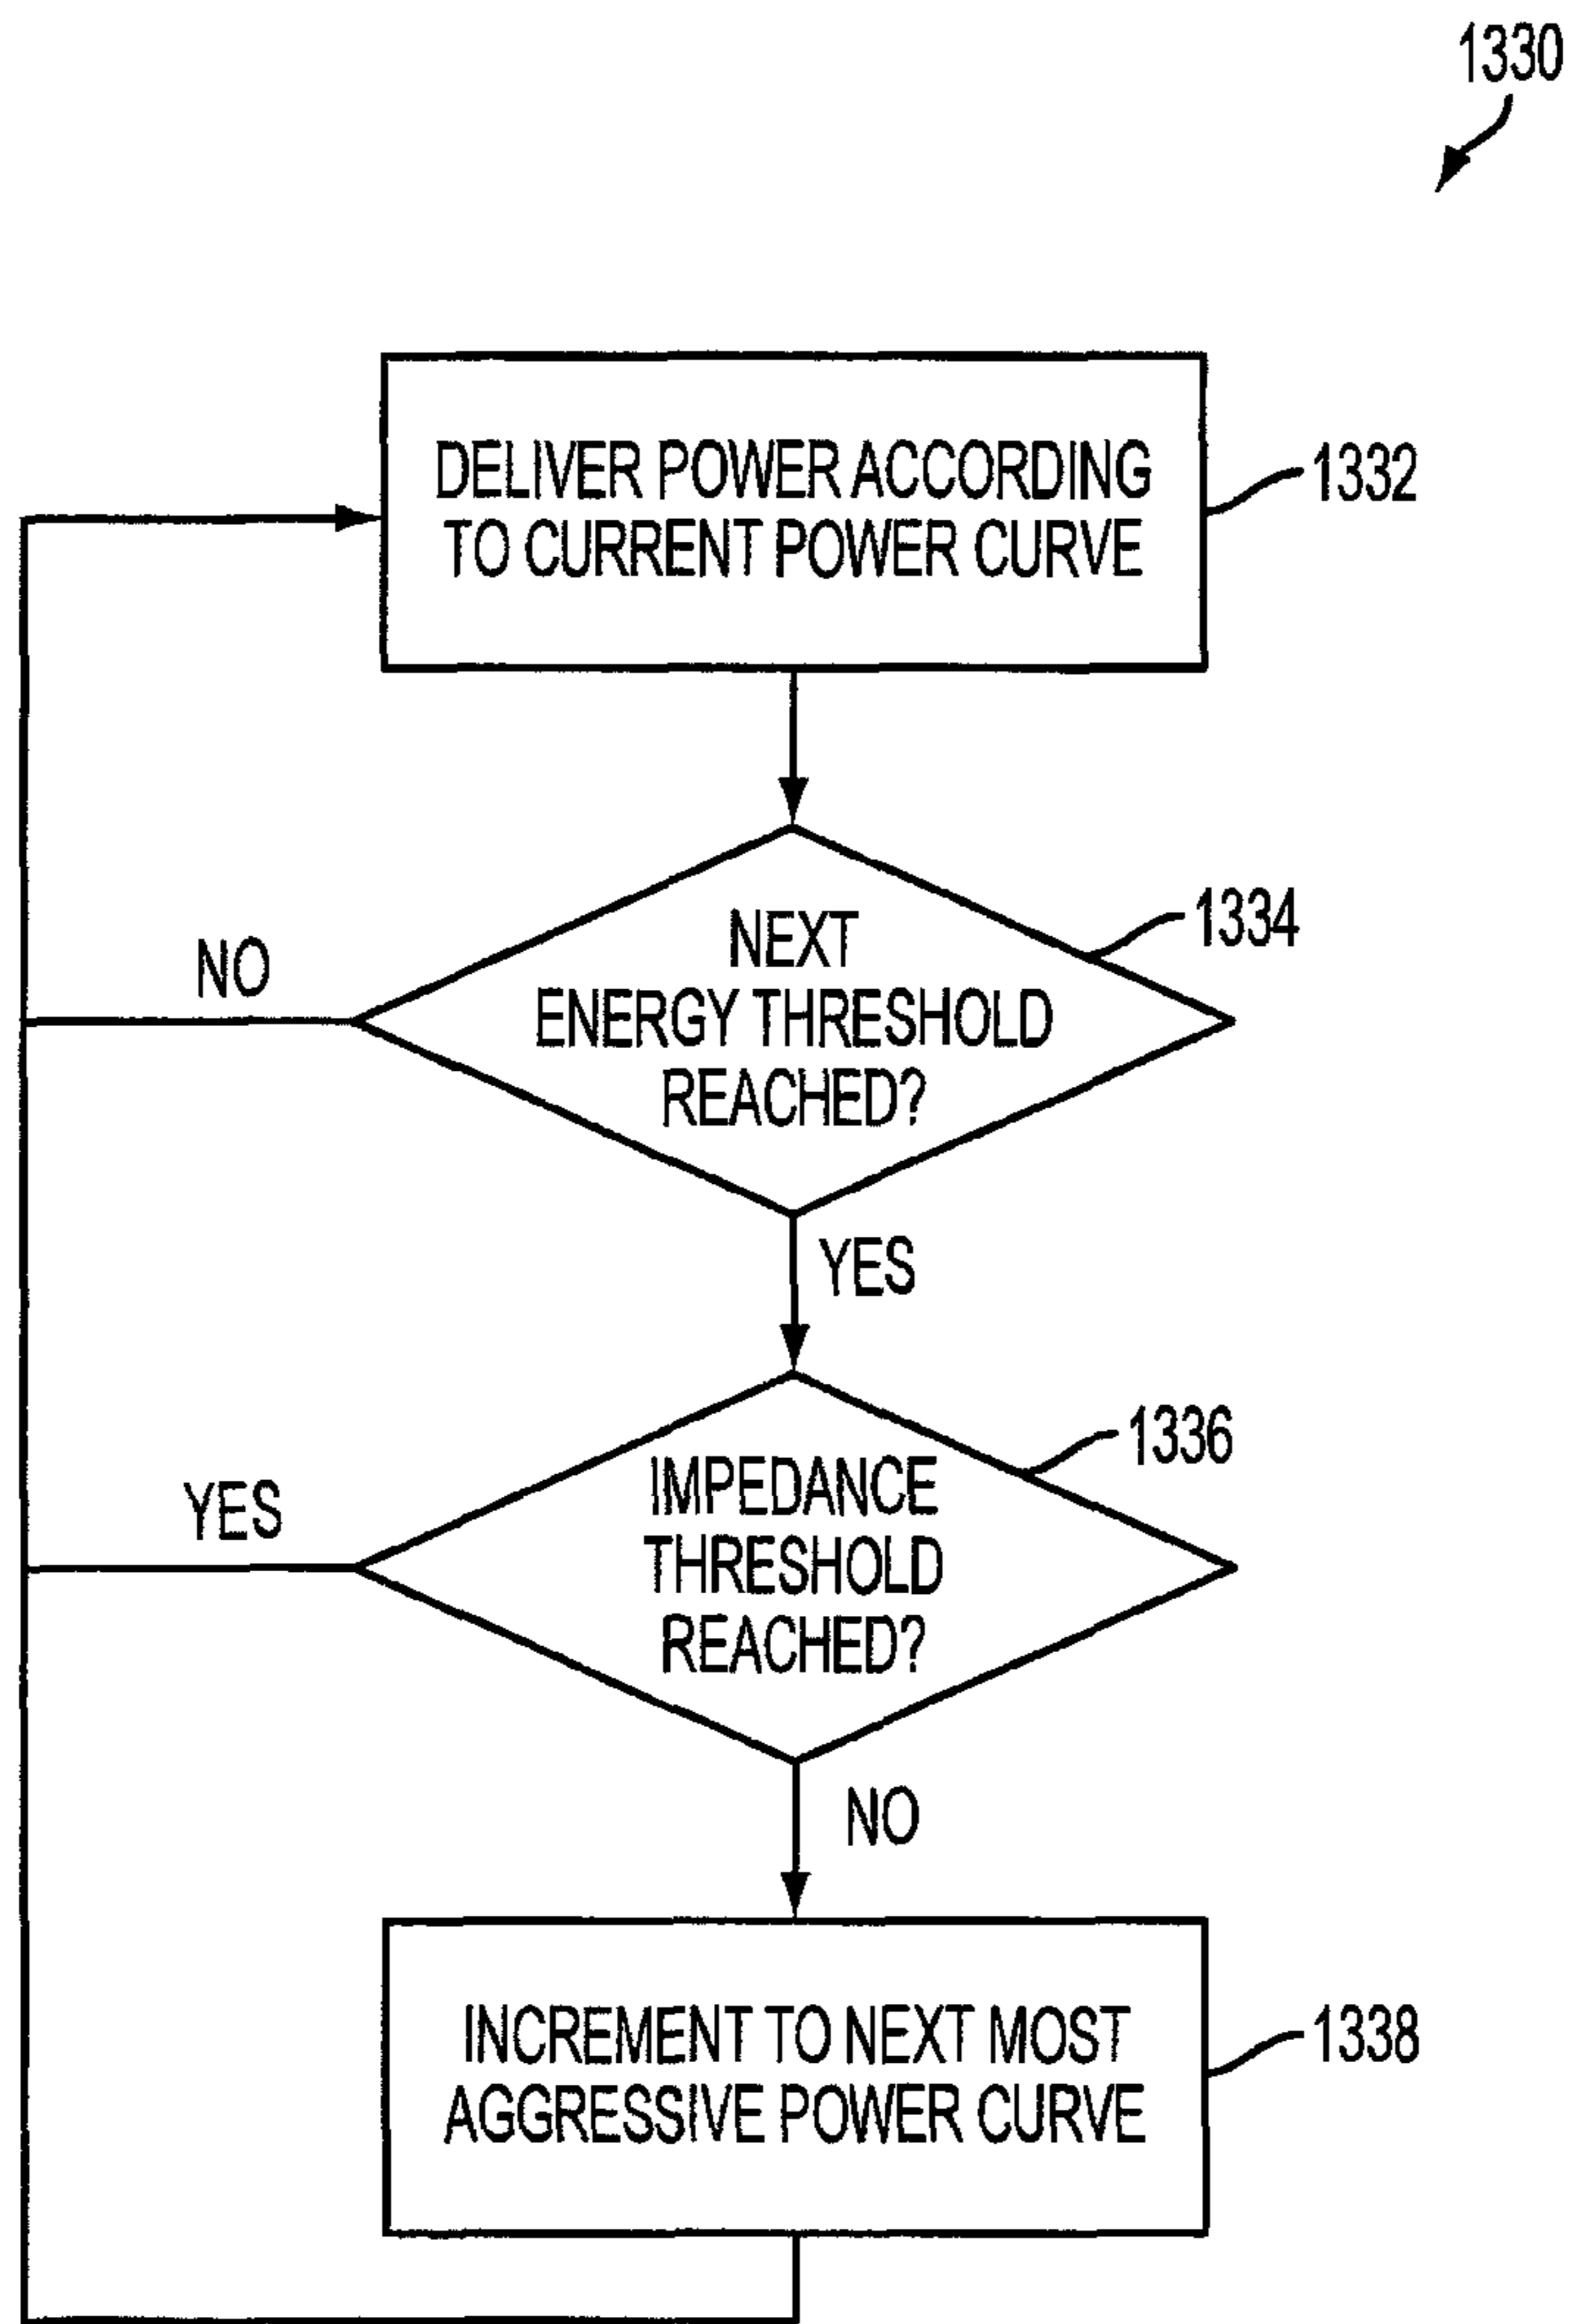 1330
DELIVER POWER ACCORDING
TO CURRENT POWER CURVE
1332
NEXT
ENERGY THRESHOLD
REACHED?
1334
NO
YES
IMPEDANCE
THRESHOLD
REACHED?
1336
YES
NO
INCREMENT TO NEXT MOST
AGGRESSIVE POWER CURVE
1338